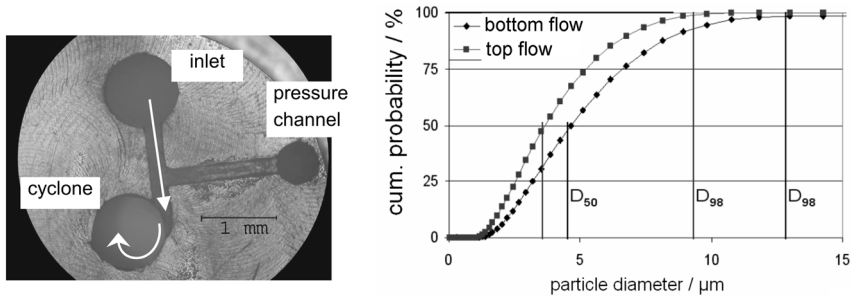 inlet
pressure
channel
cyclone
1 mm
cum. probability / %
100
75
50
25
0
bottom flow
top flow
D50
D98
D98
0
5
10
15
particle diameter / µm